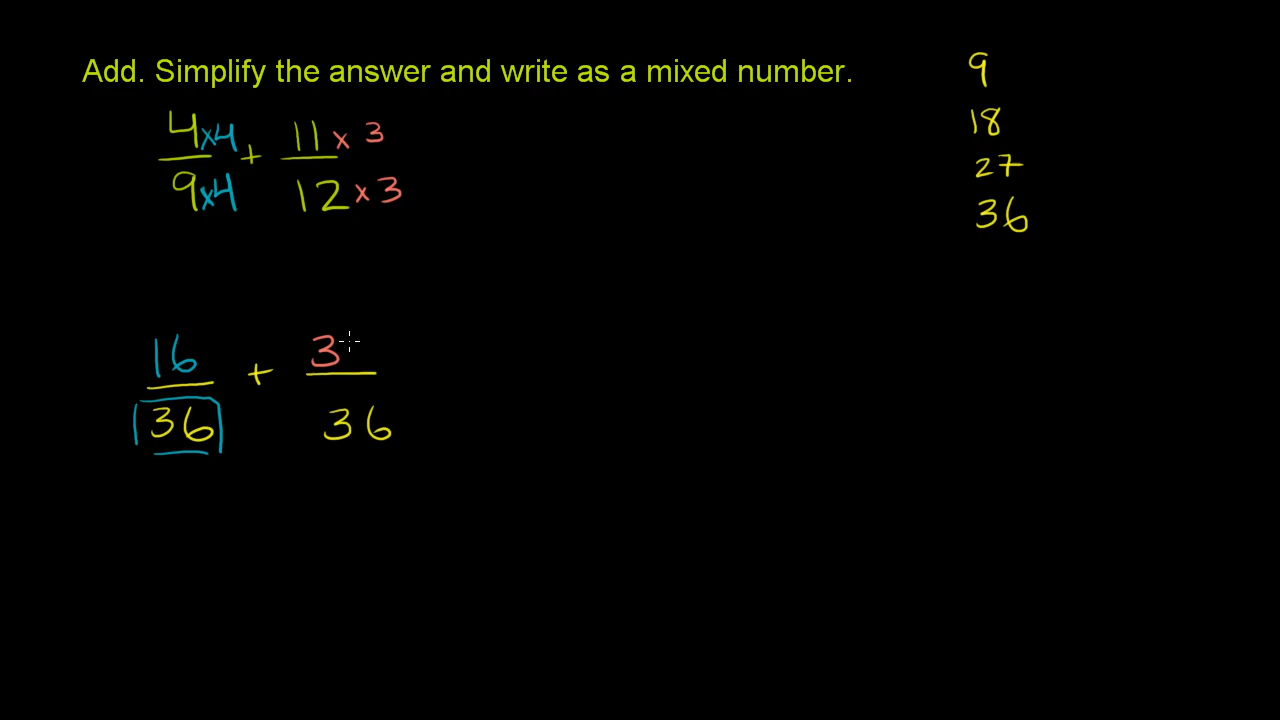 Add. Simplify the answer and write as a mixed number.
4x4 + 11 x 3
9x4 12 x 3
9
18
27
36
16 + 3
36 36